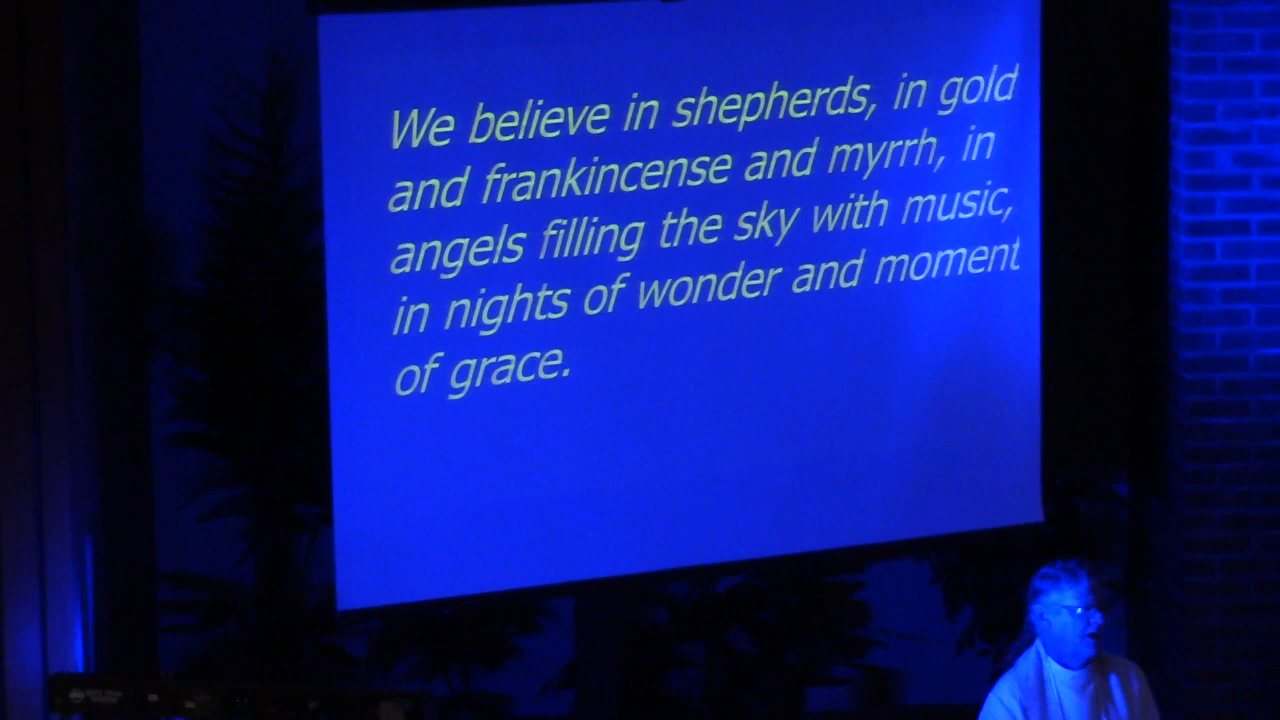 We believe in shepherds, in gold
and frankincense and myrrh, in
angels filling the sky with music,
in nights of wonder and moment
of grace.